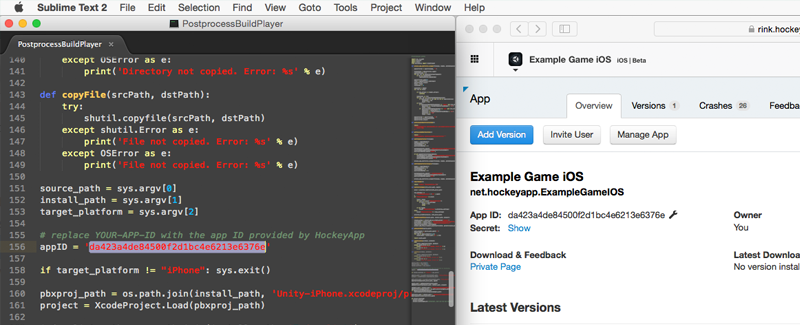 Sublime Text 2 File Edit Selection Find View Goto Tools Project Window Help
PostprocessBuildPlayer
PostprocessBuildPlayer ×
140 except OSError as e:
141 print('Directory not copied. Error: %s' % e)
142
143 def copyFile(srcPath, dstPath):
144 try:
145 shutil.copyfile(srcPath, dstPath)
146 except shutil.Error as e:
147 print('File not copied. Error: %s' % e)
148 except OSError as e:
149 print('File not copied. Error: %s' % e)
150
151 source_path = sys.argv[0]
152 install_path = sys.argv[1]
153 target_platform = sys.argv[2]
154
155 # replace YOUR-APP-ID with the app ID provided by HockeyApp
156 appID = 'da423a4de84500f2d1bc4e6213e6376e'
157
158 if target_platform != "iPhone": sys.exit()
159
160 pbxproj_path = os.path.join(install_path, 'Unity-iPhone.xcodeproj/p
161 project = XcodeProject.Load(pbxproj_path)
162
rink.hockey
Example Game iOS iOS | Beta
App
Overview Versions 1 Crashes 28 Feedba
Add Version Invite User Manage App
Example Game iOS
net.hockeyapp.ExampleGameIOS
App ID: da423a4de84500f2d1bc4e6213e6376e Owner
Secret: Show You
Download & Feedback Latest Downloa
Private Page No version install
Latest Versions